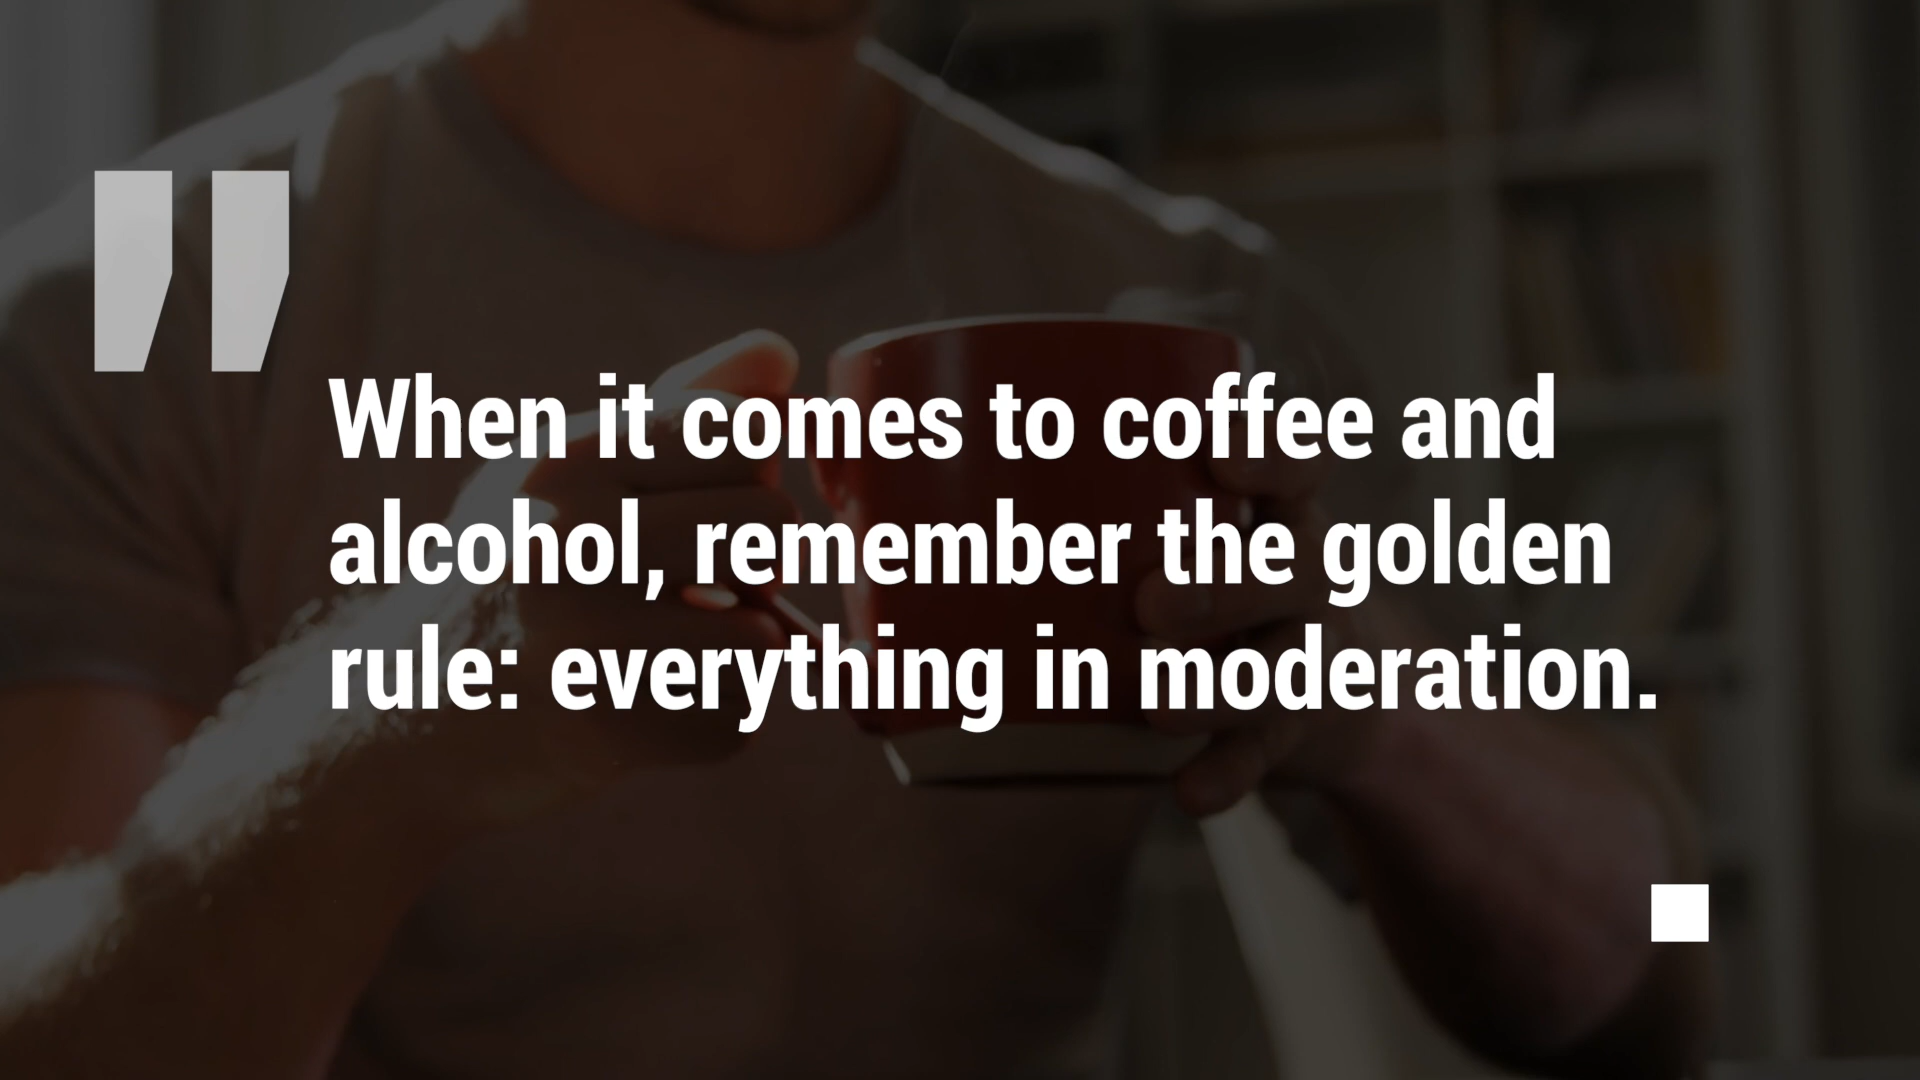 "
When it comes to coffee and
alcohol, remember the golden
rule: everything in moderation.